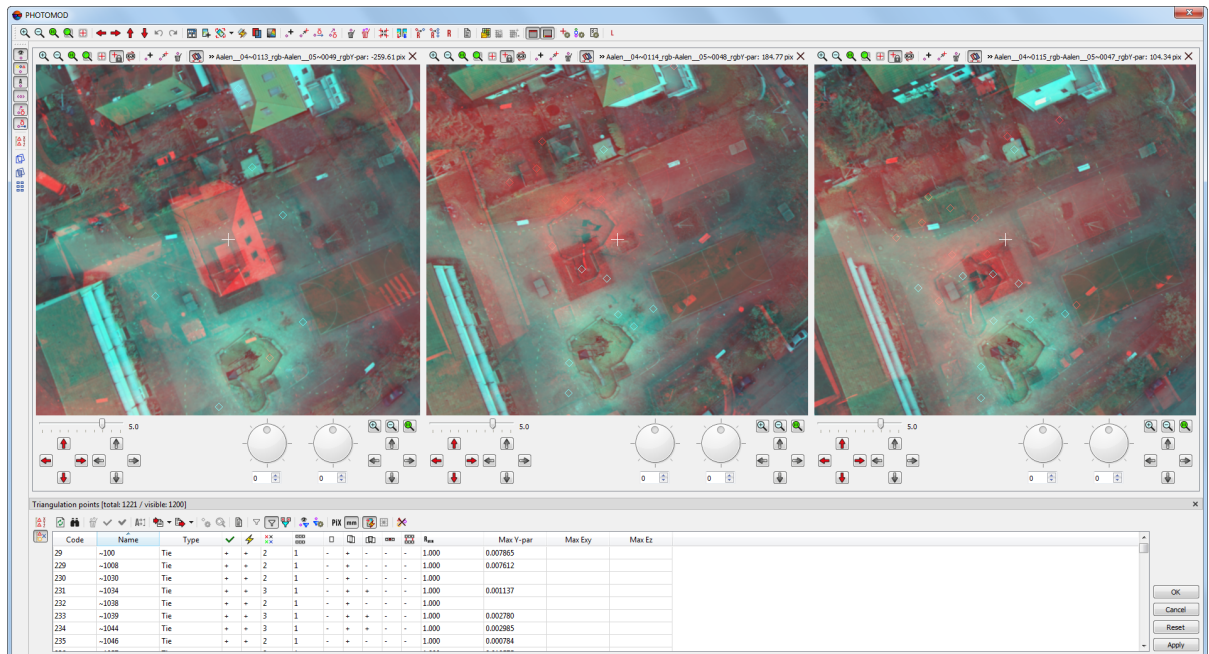 PHOTOMOD
R L
»Aalen__04~0113_rgb-Aalen__05~0049_rgbY-par: -259.61 pix
»Aalen__04~0114_rgb-Aalen__05~0048_rgbY-par: 184.77 pix
»Aalen__04~0115_rgb-Aalen__05~0047_rgbY-par: 104.34 pix
5.0 5.0 5.0
0 0 0 0 0 0
Triangulation points [total: 1221 / visible: 1200]
PIX mm
Code Name Type Max Y-par Max Exy Max Ez
29 ~100 Tie + + 2 1 - + - - - 1.000 0.007865
229 ~1008 Tie + + 2 1 - + - - - 1.000 0.007612
230 ~1030 Tie + + 2 1 - + - - - 1.000
231 ~1034 Tie + + 3 1 - + + - - 1.000 0.001137
232 ~1038 Tie + + 2 1 - + - - - 1.000
233 ~1039 Tie + + 3 1 - + + - - 1.000 0.002780
234 ~1044 Tie + + 3 1 - + + - - 1.000 0.002985
235 ~1046 Tie + + 2 1 - + - - - 1.000 0.000784
OK
Cancel
Reset
Apply